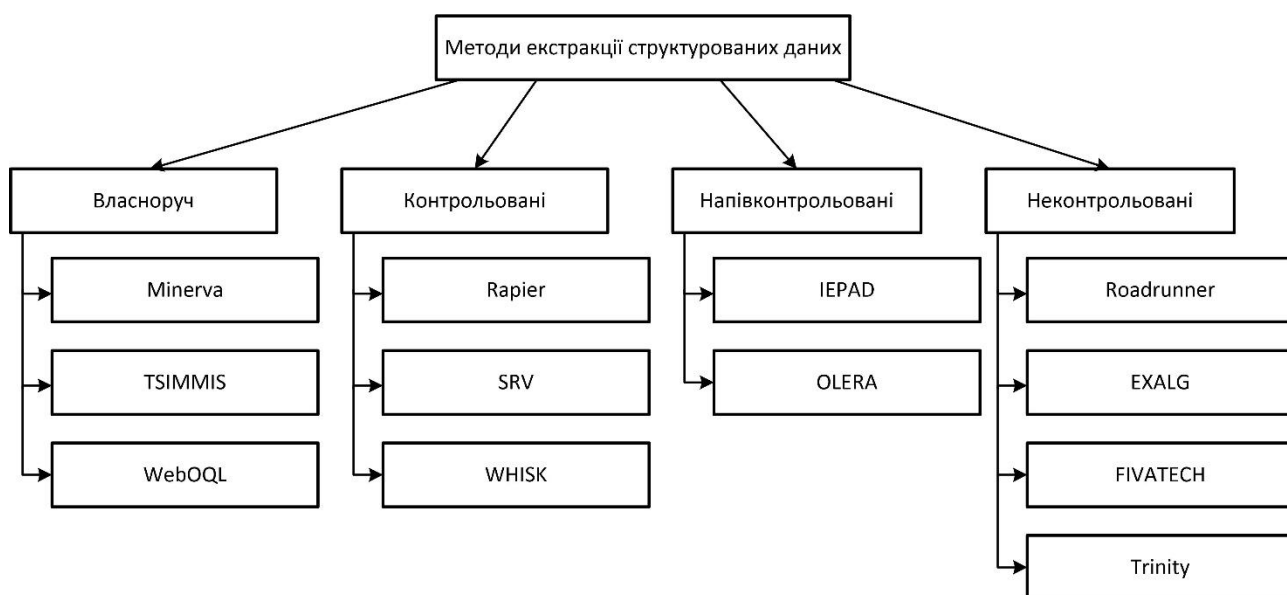 Методи екстракції структурованих даних
Власноруч
Контрольовані
Напівконтрольовані
Неконтрольовані
Minerva
Rapier
IEPAD
Roadrunner
TSIMMIS
SRV
OLERA
EXALG
WebOQL
WHISK
FIVATECH
Trinity